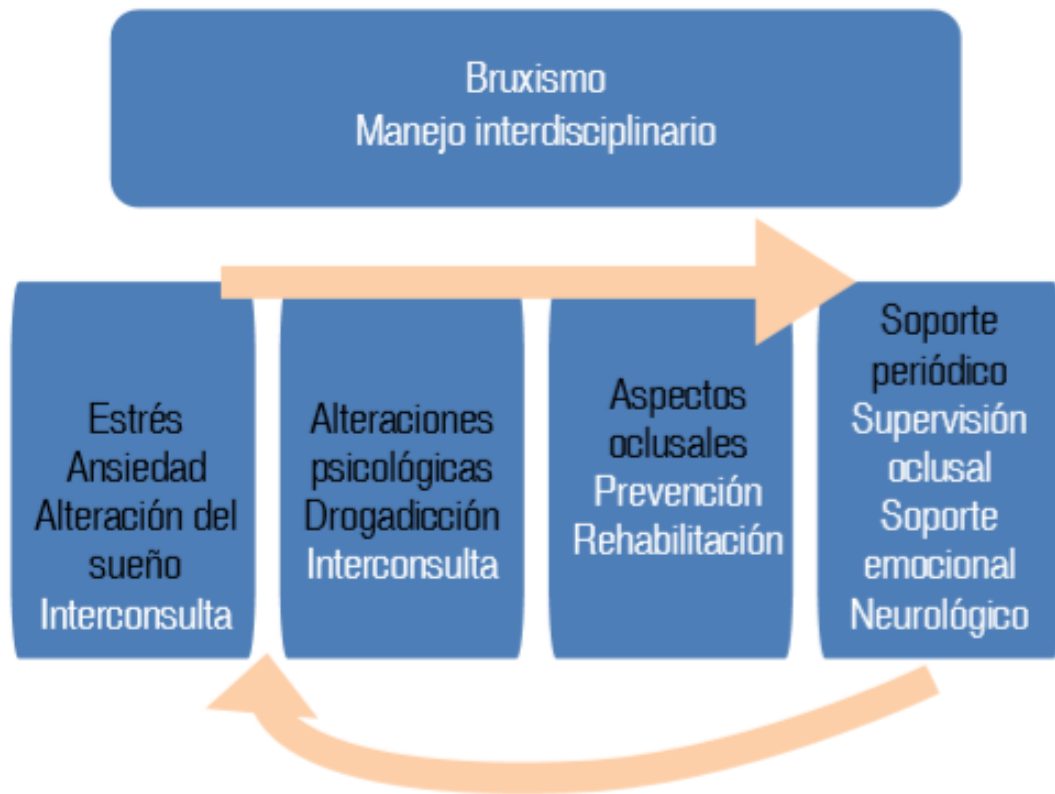 Bruxismo
Manejo interdisciplinario
Estrés
Ansiedad
Alteración del
sueño
Interconsulta
Alteraciones
psicológicas
Drogadicción
Interconsulta
Aspectos
oclusales
Prevención
Rehabilitación
Soporte
periódico
Supervisión
oclusal
Soporte
emocional
Neurológico